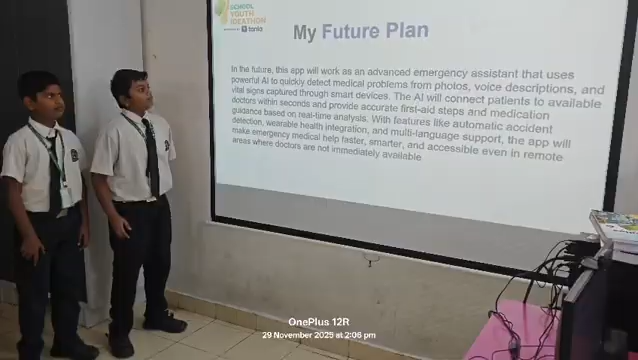 SCHOOL
YOUTH
IDEATHON
My Future Plan
In the future, this app will work as an advanced emergency assistant that uses
powerful AI to quickly detect medical problems from photos, voice descriptions, and
vital signs captured through smart devices. The AI will connect patients to available
doctors within seconds and provide accurate first-aid steps and medication
guidance based on real-time analysis. With features like automatic accident
detection, wearable health integration, and multi-language support, the app will
make emergency medical help faster, smarter, and accessible even in remote
areas where doctors are not immediately available
OnePlus 12R
29 November 2025 at 2:06 pm